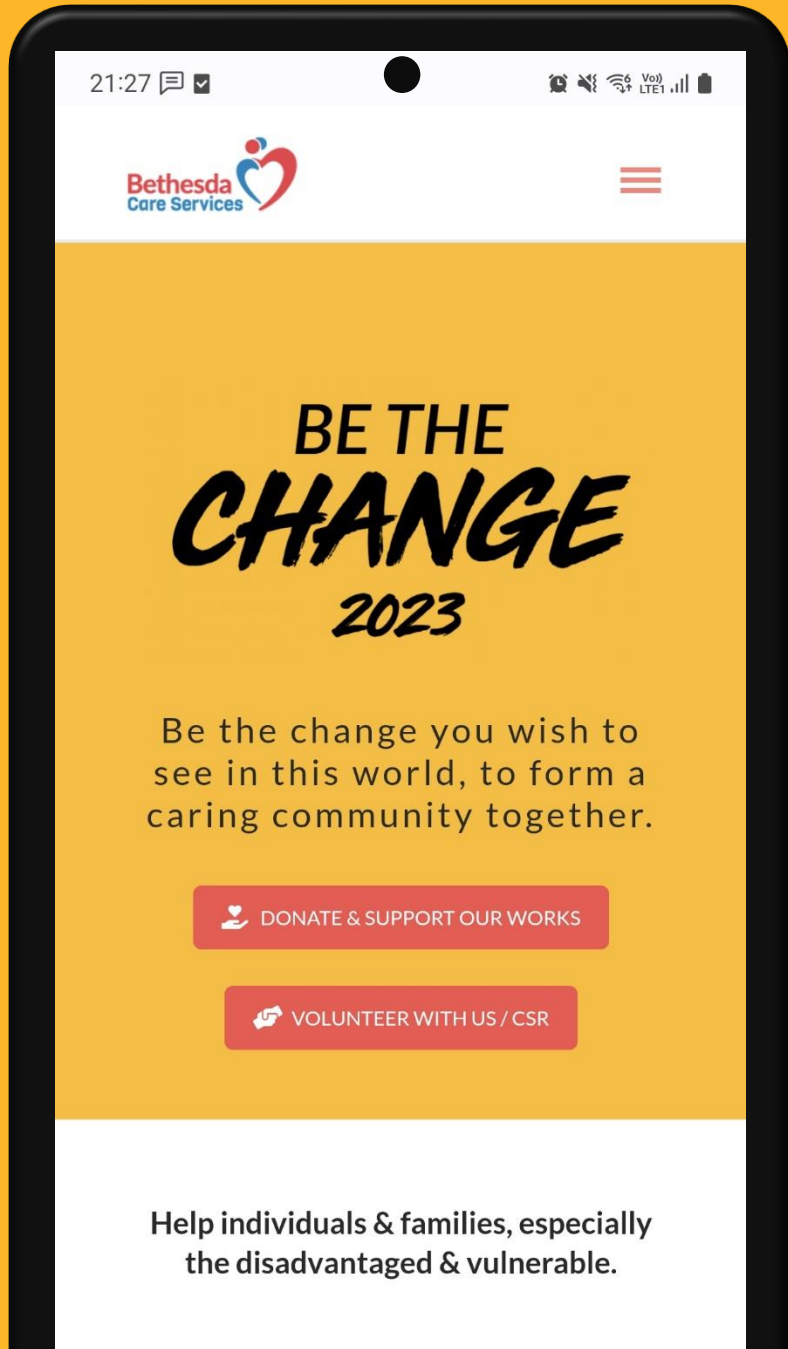 21:27
Vo)) LTE1
Bethesda
Care Services
BE THE
CHANGE
2023
Be the change you wish to
see in this world, to form a
caring community together.
DONATE & SUPPORT OUR WORKS
VOLUNTEER WITH US / CSR
Help individuals & families, especially
the disadvantaged & vulnerable.